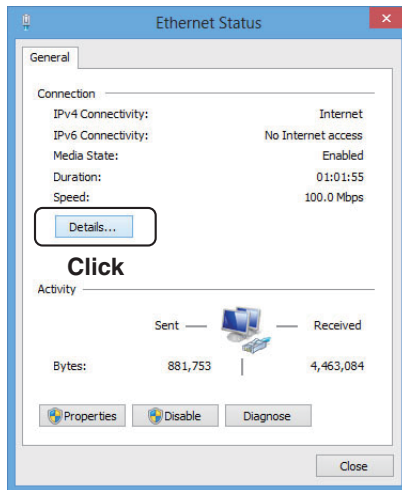 Ethernet Status
General
Connection
IPv4 Connectivity: Internet
IPv6 Connectivity: No Internet access
Media State: Enabled
Duration: 01:01:55
Speed: 100.0 Mbps
Details...
Click
Activity
Sent — — Received
Bytes: 881,753 4,463,084
Properties Disable Diagnose
Close